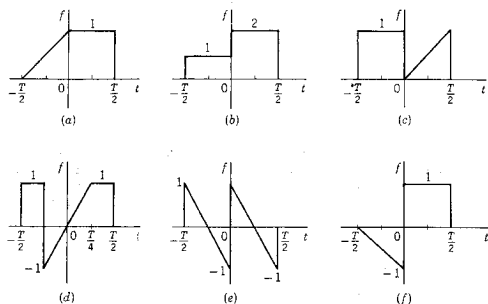 f f f
1 2 1
1
-T/2 0 T/2 t -T/2 0 T/2 t -T/2 0 T/2 t
(a) (b) (c)
f f f
1 1 1 1
-T/2 0 T/4 T/2 t 0 T/2 t -T/2 0 T/2 t
-1 -1 -1 -1
(d) (e) (f)